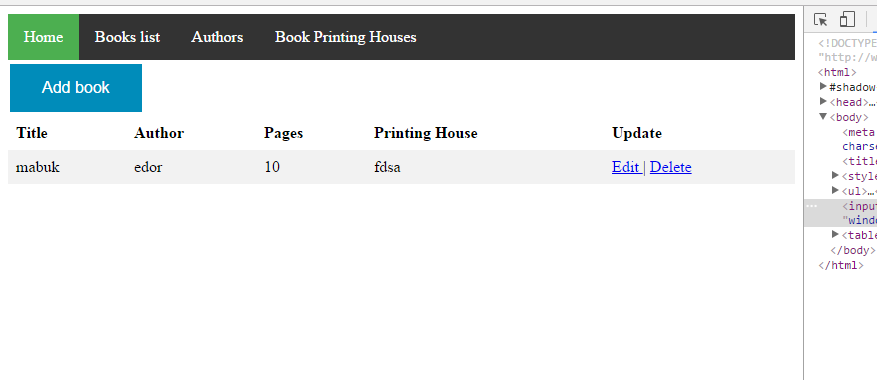 Home Books list Authors Book Printing Houses
Add book
Title Author Pages Printing House Update
mabuk edor 10 fdsa Edit | Delete
<!DOCTYPE
"http://w
<html>
▶#shadow
▶<head>…
▼<body>
<meta
charse
<title
▶<style
▶<ul>…<
... <input
"windo
▶<table
</body>
</html>